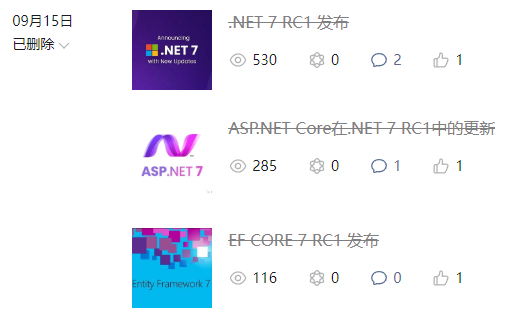 09月15日
已删除
Announcing
.NET 7
with New Updates
.NET 7 RC1 发布
530 0 2 1
ASP.NET 7
ASP.NET Core在.NET 7 RC1中的更新
285 0 1 1
Entity Framework 7
EF CORE 7 RC1 发布
116 0 0 1